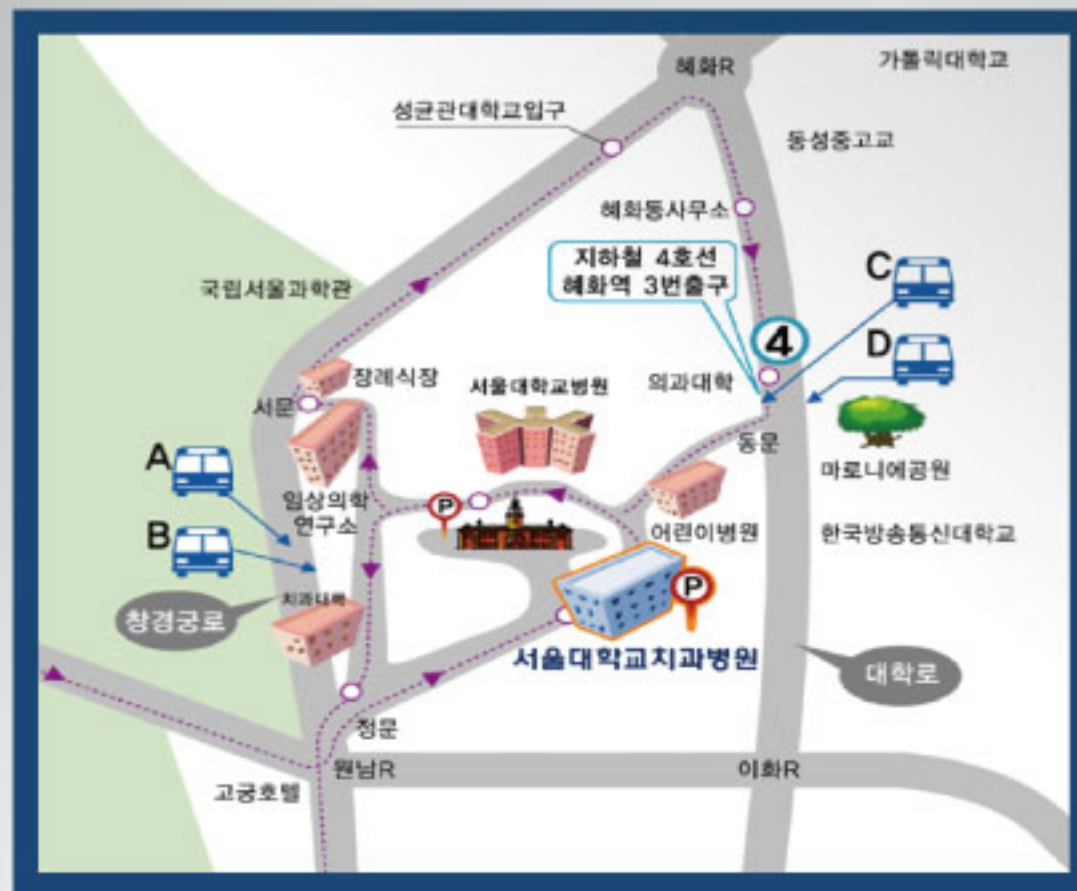 혜화R
가톨릭대학교
성균관대학교입구
동성중고교
혜화동사무소
지하철 4호선
혜화역 3번출구
국립서울과학관
C
4
D
장례식장
서울대학교병원
의과대학
서문
동문
A
마로니에공원
임상의학
연구소
P
어린이병원
한국방송통신대학교
B
P
치과대학
창경궁로
서울대학교치과병원
대학로
정문
원남R
이화R
고궁호텔